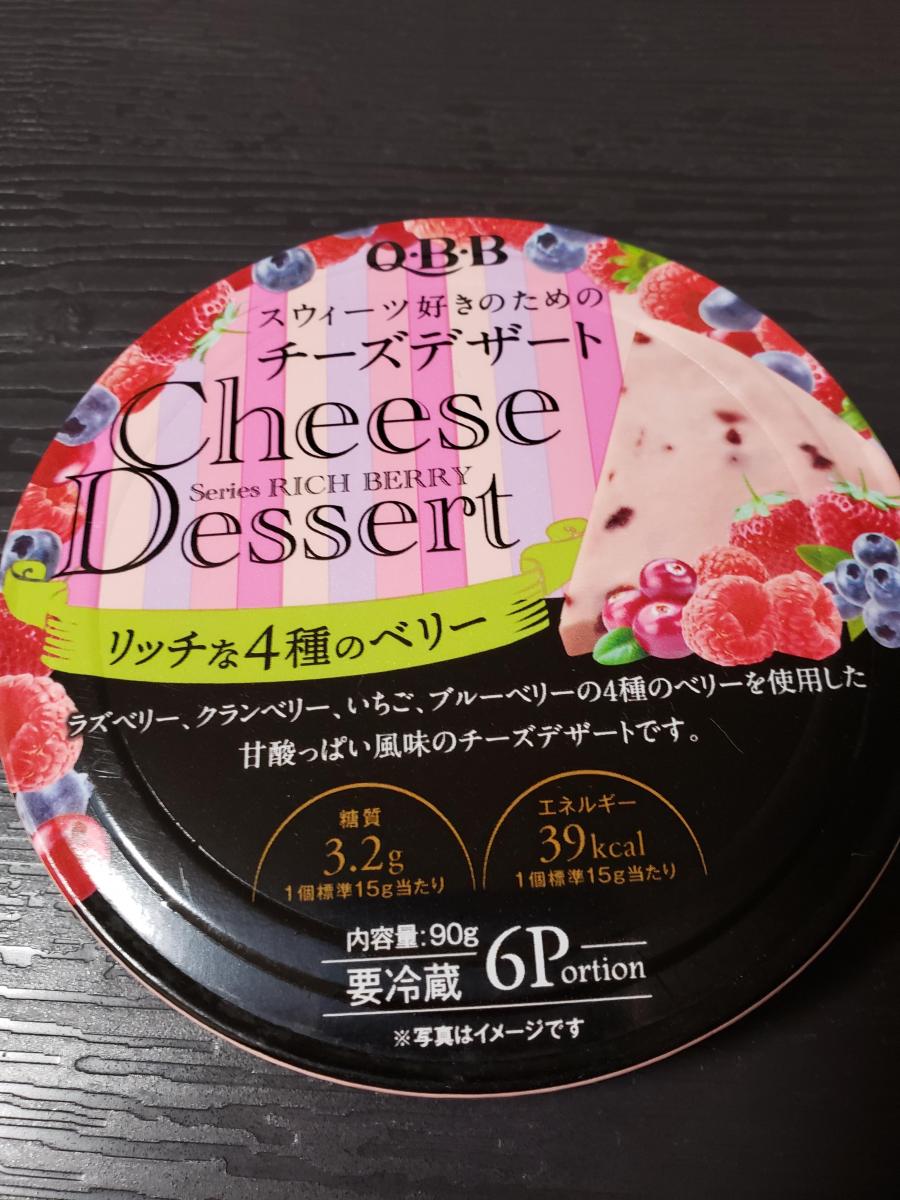 Q·B·B
スウィーツ好きのための
チーズデザート
Cheese
Series RICH BERRY
Dessert
リッチな4種のベリー
ラズベリー、クランベリー、いちご、ブルーベリーの4種のベリーを使用した
甘酸っぱい風味のチーズデザートです。
糖質
3.2g
1個標準15g当たり
エネルギー
39kcal
1個標準15g当たり
内容量:90g
要冷蔵
6Portion
※写真はイメージです